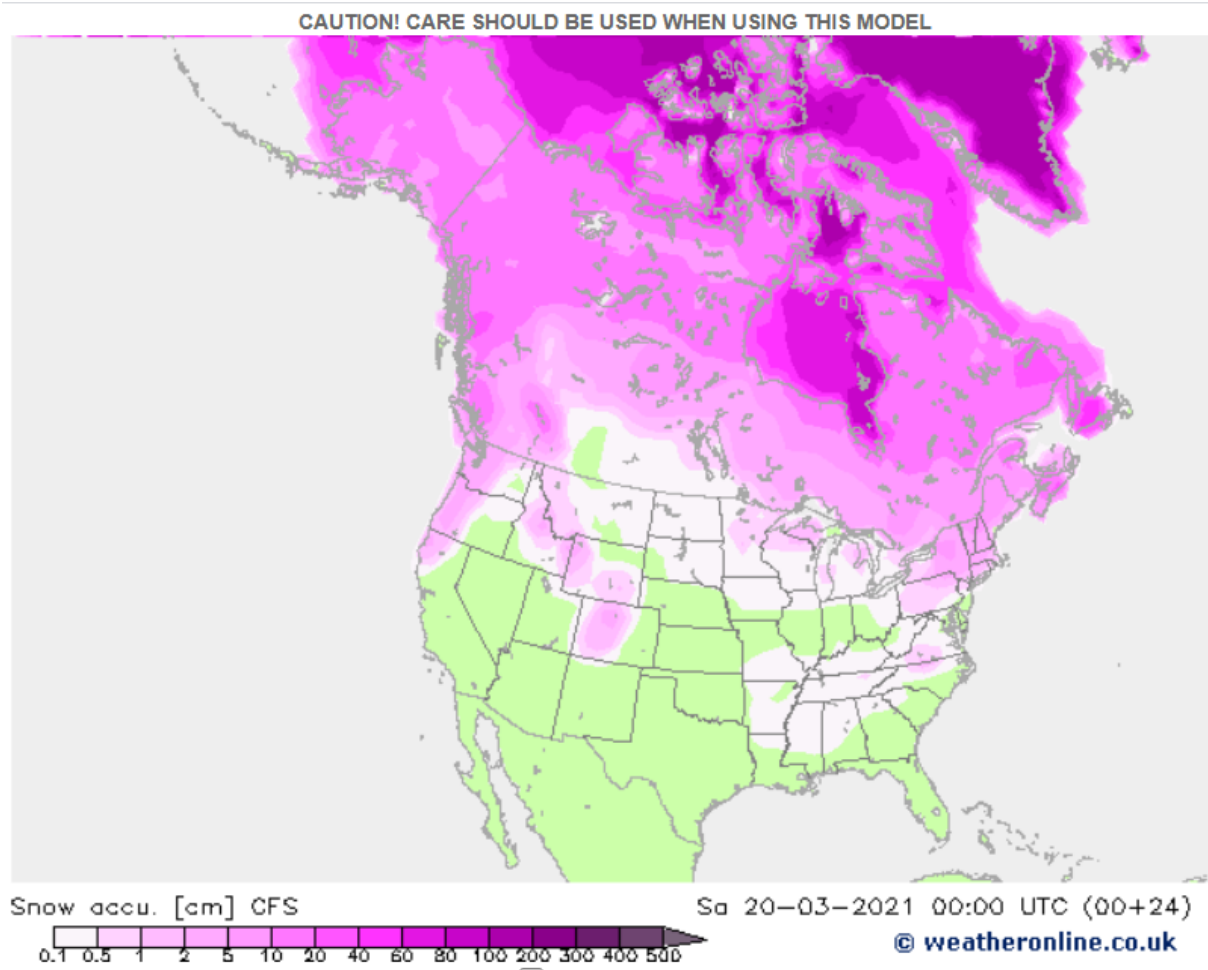 CAUTION! CARE SHOULD BE USED WHEN USING THIS MODEL
Snow accu. [cm] CFS
Sa 20-03-2021 00:00 UTC (00+24)
0.1 0.5 1 2 5 10 20 40 60 80 100 200 300 400 500
© weatheronline.co.uk